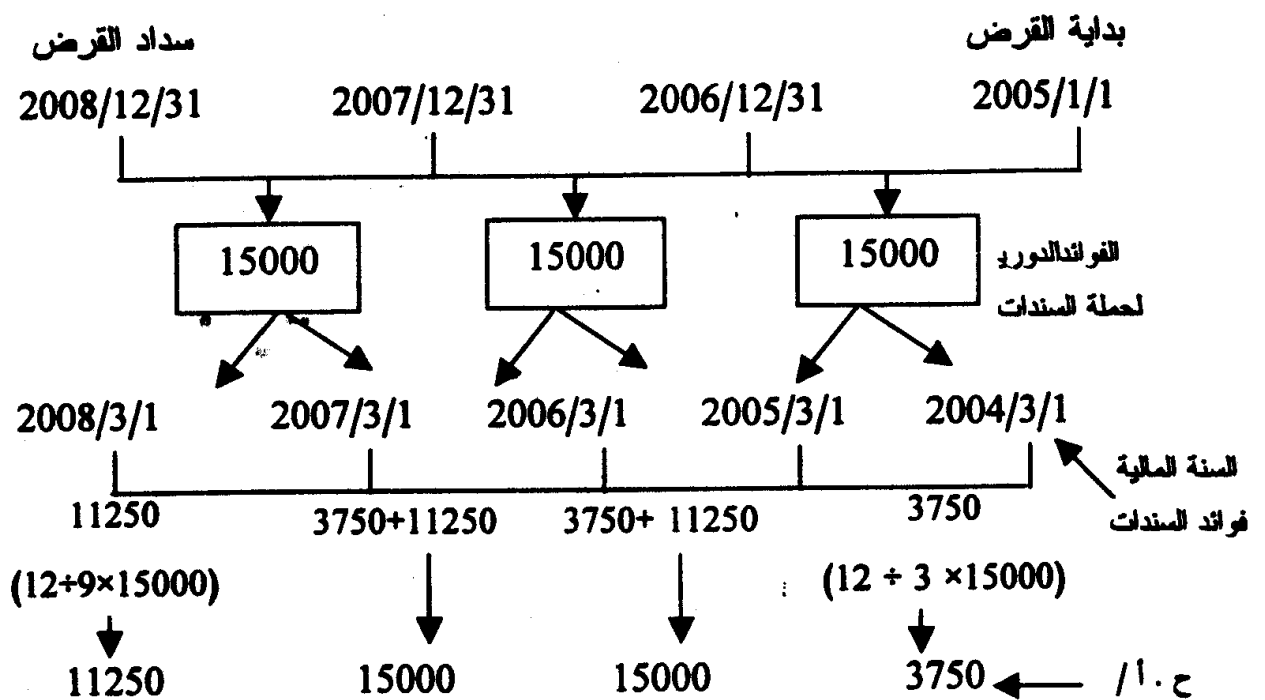 بداية القرض
سداد القرض
2005/1/1
2006/12/31
2007/12/31
2008/12/31
15000
15000
15000
الفوائدالدورية
لحملة السندات
2004/3/1
2005/3/1
2006/3/1
2007/3/1
2008/3/1
السنة المالية
فوائد السندات
3750
3750+ 11250
3750+11250
11250
(12 ÷ 3 ×15000)
(12÷9×15000)
ح . أ /
3750
15000
15000
11250